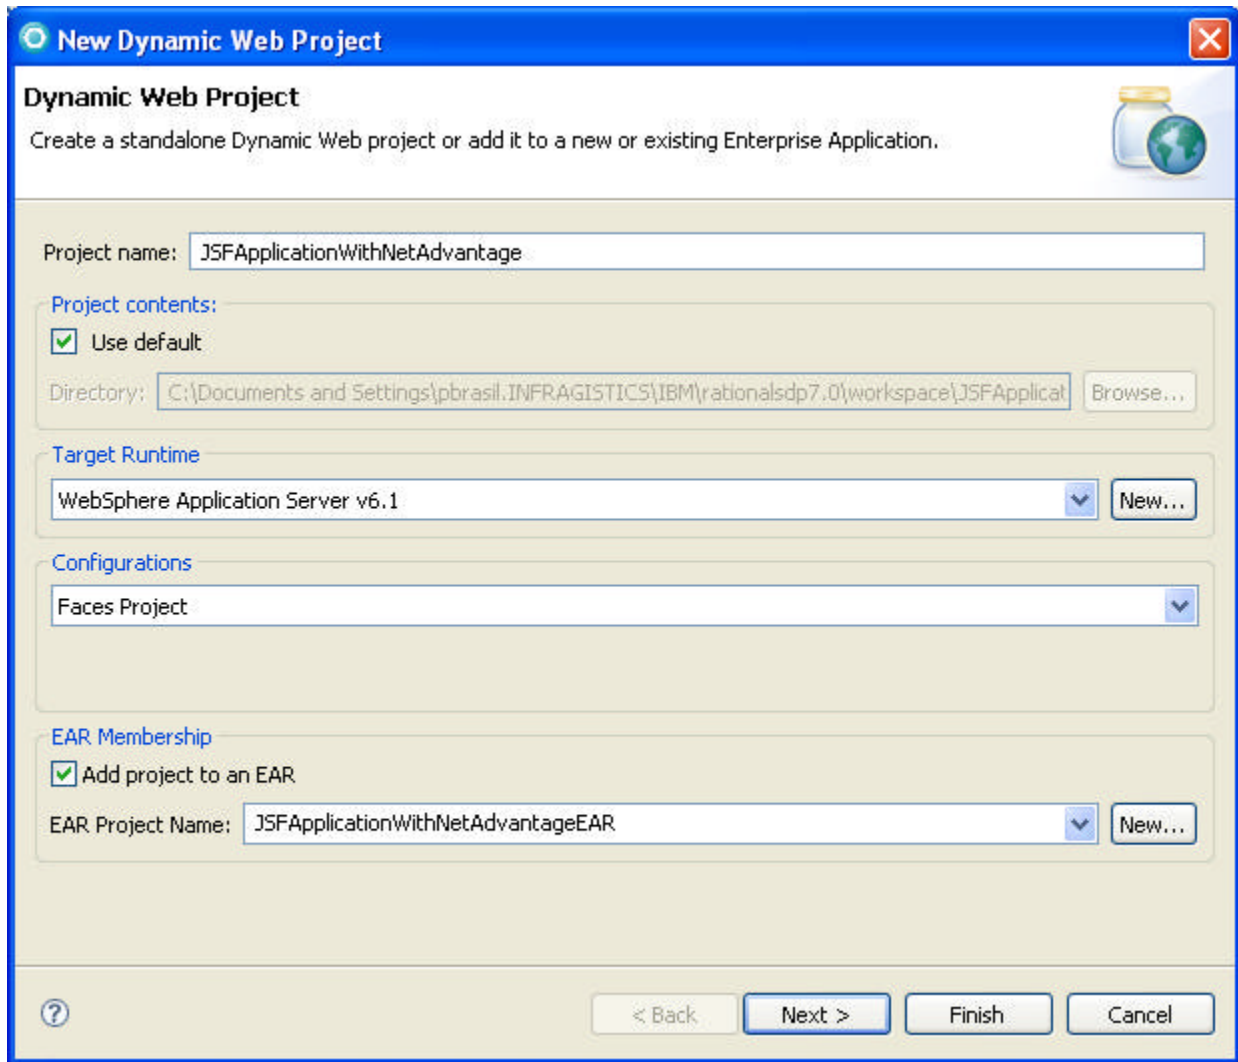 New Dynamic Web Project
Dynamic Web Project
Create a standalone Dynamic Web project or add it to a new or existing Enterprise Application.
Project name: JSFApplicationWithNetAdvantage
Project contents:
Use default
Directory: C:\Documents and Settings\pbrasil.INFRAGISTICS\IBM\rationalsdp7.0\workspace\JSFApplicat Browse...
Target Runtime
WebSphere Application Server v6.1 New...
Configurations
Faces Project
EAR Membership
Add project to an EAR
EAR Project Name: JSFApplicationWithNetAdvantageEAR New...
? < Back Next > Finish Cancel